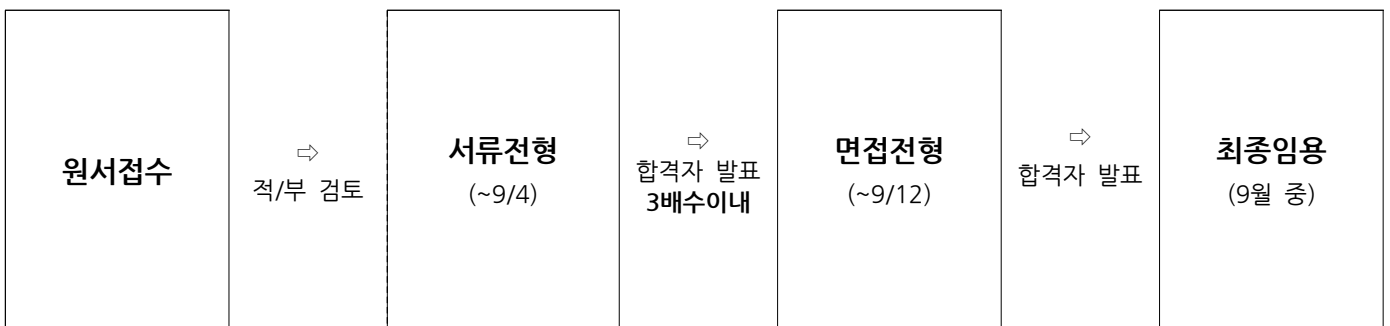 원서접수
⇨
적/부 검토
서류전형
(~9/4)
⇨
합격자 발표
3배수이내
면접전형
(~9/12)
⇨
합격자 발표
최종임용
(9월 중)